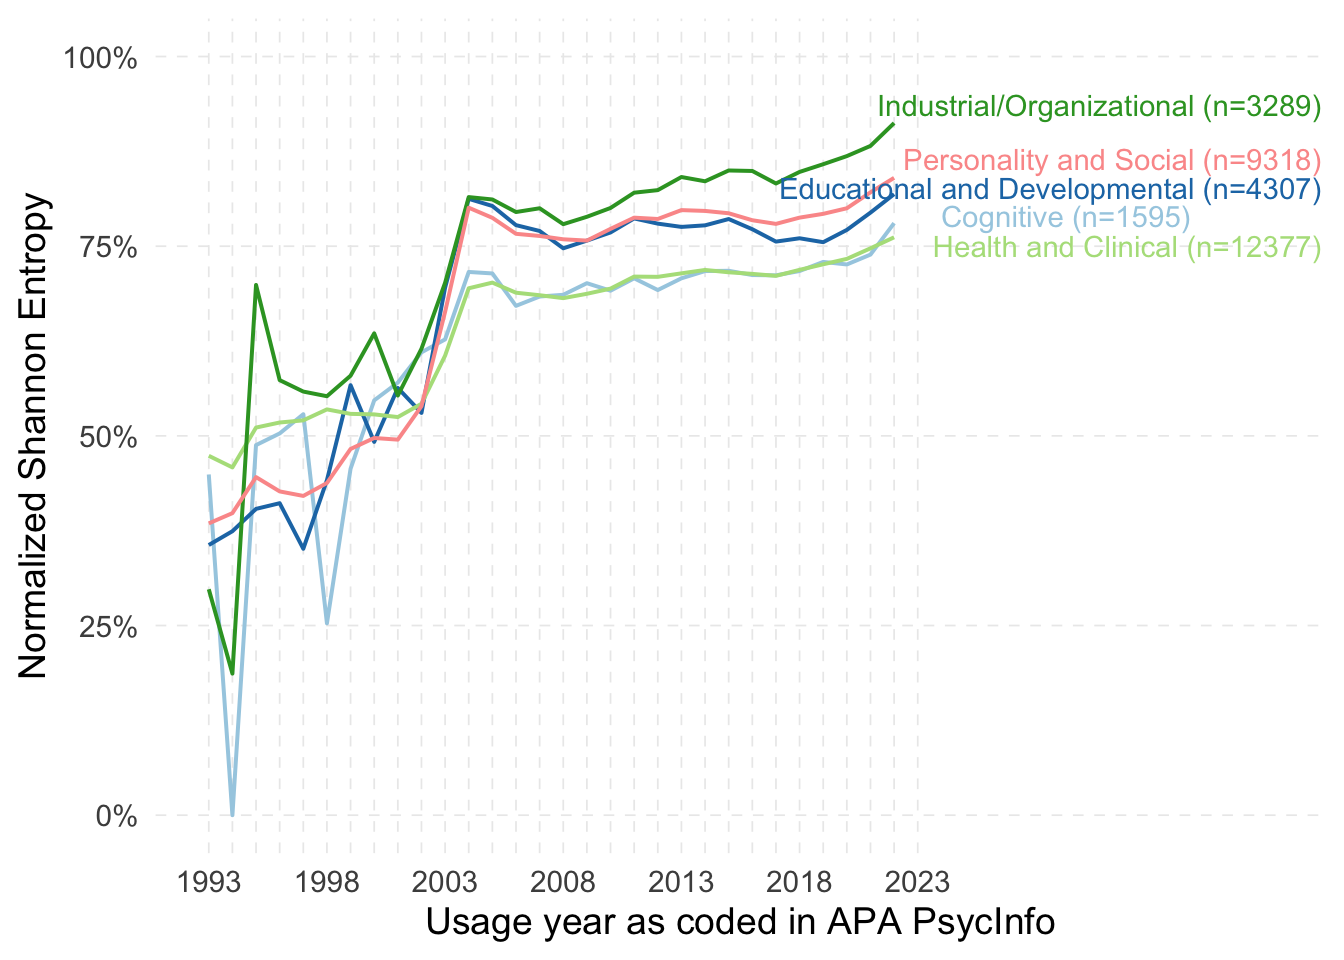 100%
75%
50%
25%
0%
Normalized Shannon Entropy
Industrial/Organizational (n=3289)
Personality and Social (n=9318)
Educational and Developmental (n=4307)
Cognitive (n=1595)
Health and Clinical (n=12377)
1993 1998 2003 2008 2013 2018 2023
Usage year as coded in APA PsycInfo